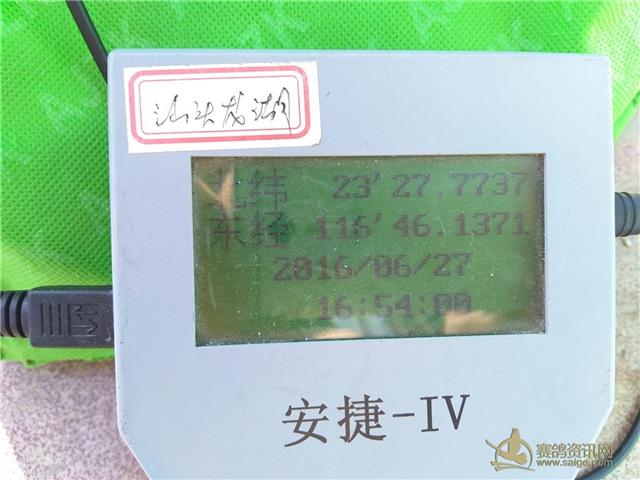 汕头龙湖
北纬 23'27.7737
东经 116'46.1371
2016/06/27
16:54:00
安捷-IV
赛鸽资讯网
www.saige.com